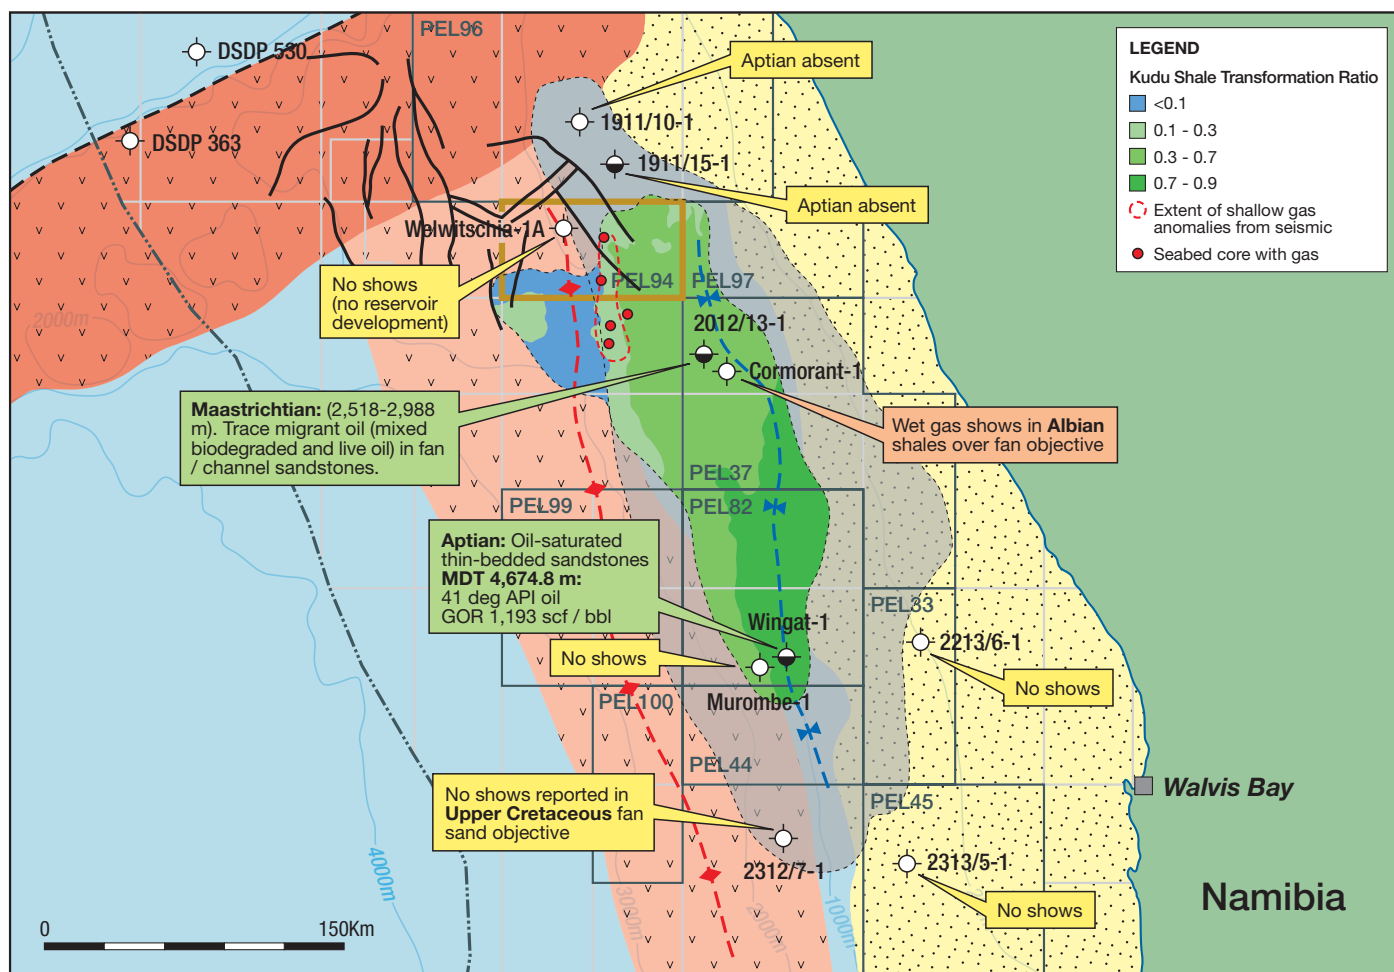 PEL96
DSDP 530
DSDP 363
Aptian absent
1911/10-1
1911/15-1
Aptian absent
Welwitschia-1A
No shows
(no reservoir
development)
PEL94
PEL97
2012/13-1
Cormorant-1
2000m
Maastrichtian: (2,518-2,988
m). Trace migrant oil (mixed
biodegraded and live oil) in fan
/ channel sandstones.
Wet gas shows in Albian
shales over fan objective
PEL37
PEL99
PEL82
Aptian: Oil-saturated
thin-bedded sandstones
MDT 4,674.8 m:
41 deg API oil
GOR 1,193 scf / bbl
PEL33
Wingat-1
2213/6-1
No shows
No shows
Murombe-1
PEL100
PEL44
PEL45
No shows reported in
Upper Cretaceous fan
sand objective
2312/7-1
2313/5-1
No shows
4000m
3000m
2000m
1000m
Walvis Bay
Namibia
0
150Km
LEGEND
Kudu Shale Transformation Ratio
<0.1
0.1 - 0.3
0.3 - 0.7
0.7 - 0.9
Extent of shallow gas
anomalies from seismic
Seabed core with gas